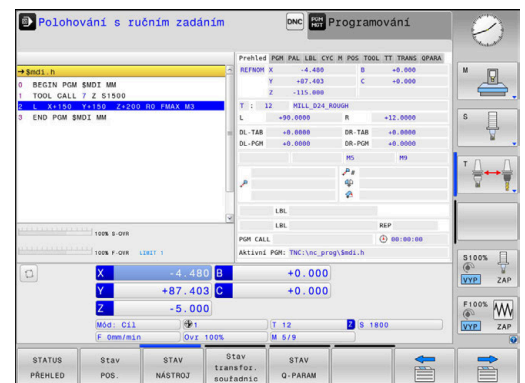 Polohování s ručním zadáním
DNC
Programování
→$mdi.h
0 BEGIN PGM $MDI MM
1 TOOL CALL 7 Z S1500
2 L X+150 Y+150 Z+200 R0 FMAX M3
3 END PGM $MDI MM
100% S-OVR
100% F-OVR LIMIT 1
Přehled PGM PAL LBL CYC M POS TOOL TT TRANS QPARA
REFNOM X -4.480 B +0.000
Y +87.403 C +0.000
Z -115.000
T : 12 MILL_D24_ROUGH
L +90.0000 R +12.0000
DL-TAB +0.0000 DR-TAB +0.0000
DL-PGM +0.0000 DR-PGM +0.0000
M5 M9
LBL
LBL REP
PGM CALL 00:00:00
Aktivní PGM: TNC:\nc_prog\$mdi.h
X -4.480 B +0.000
Y +87.403 C +0.000
Z -5.000
Mód: Cíl 1 T 12 Z S 1800
F 0mm/min Ovr 100% M 5/9
M
S
T
S100%
VYP ZAP
F100%
VYP ZAP
STATUS PŘEHLED
Stav POS.
STAV NÁSTROJ
Stav transfor. souřadnic
STAV Q-PARAM